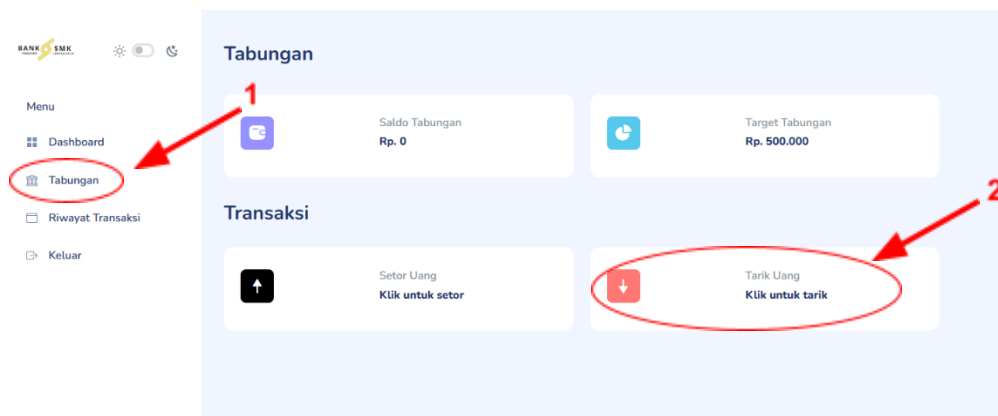 BANK SMK
Tabungan
1
Menu
Saldo Tabungan
Rp. 0
Target Tabungan
Rp. 500.000
Dashboard
Tabungan
Riwayat Transaksi
Keluar
2
Transaksi
Setor Uang
Klik untuk setor
Tarik Uang
Klik untuk tarik